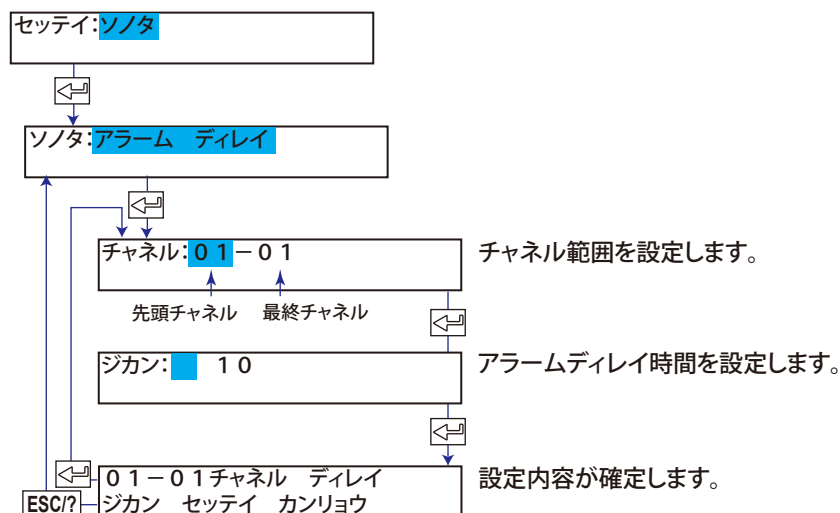 セッテイ：ソノタ
ソノタ：アラーム　ディレイ
チャネル：０１－０１
チャネル範囲を設定します。
先頭チャネル　最終チャネル
ジカン：　１０
アラームディレイ時間を設定します。
０１－０１チャネル　ディレイ
ジカン　セッテイ　カンリョウ
設定内容が確定します。
ESC/?